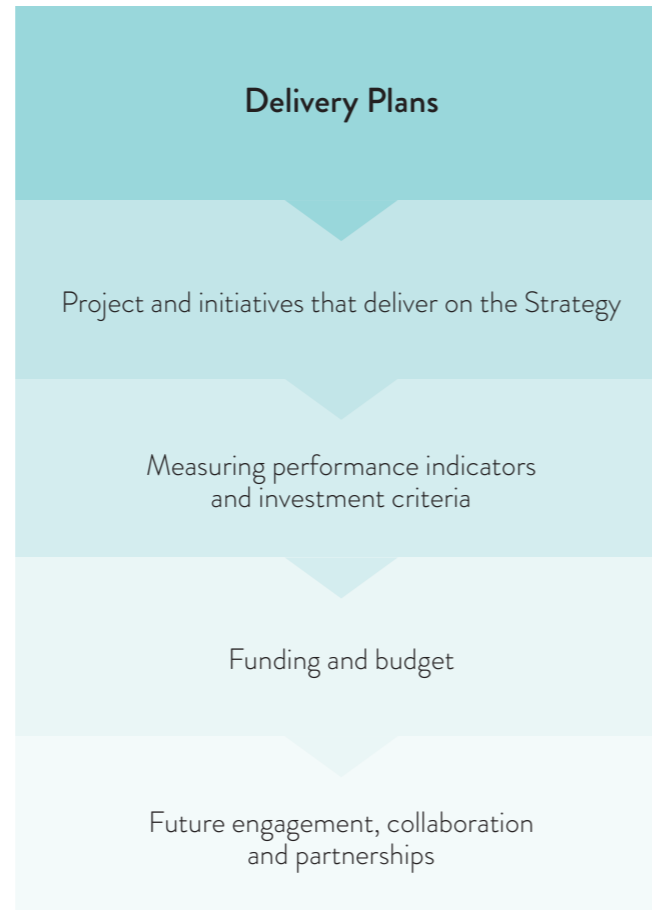 Delivery Plans
Project and initiatives that deliver on the Strategy
Measuring performance indicators
and investment criteria
Funding and budget
Future engagement, collaboration
and partnerships